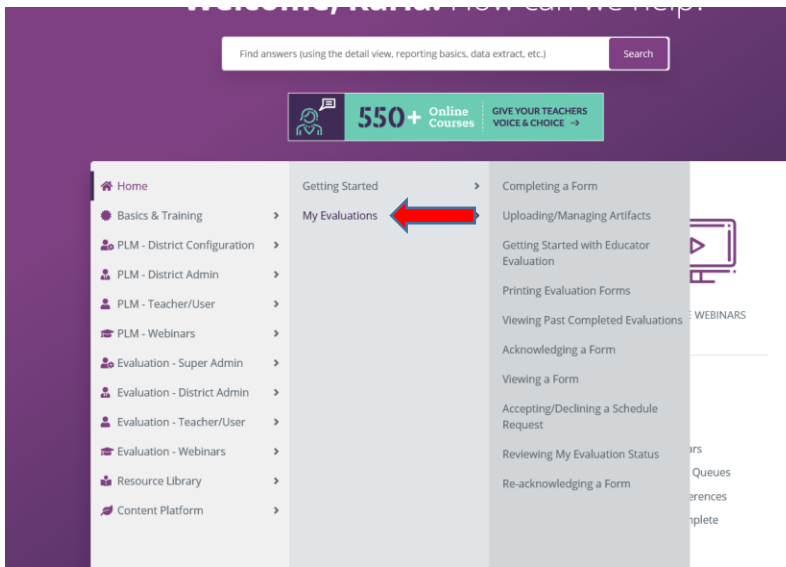 Welcome, Karla! How can we help?
Find answers (using the detail view, reporting basics, data extract, etc.)
Search
550+ Online Courses
GIVE YOUR TEACHERS
VOICE & CHOICE →
Home
Basics & Training
PLM - District Configuration
PLM - District Admin
PLM - Teacher/User
PLM - Webinars
Evaluation - Super Admin
Evaluation - District Admin
Evaluation - Teacher/User
Evaluation - Webinars
Resource Library
Content Platform
Getting Started
My Evaluations
Completing a Form
Uploading/Managing Artifacts
Getting Started with Educator
Evaluation
Printing Evaluation Forms
Viewing Past Completed Evaluations
Acknowledging a Form
Viewing a Form
Accepting/Declining a Schedule
Request
Reviewing My Evaluation Status
Re-acknowledging a Form
WEBINARS
Queues